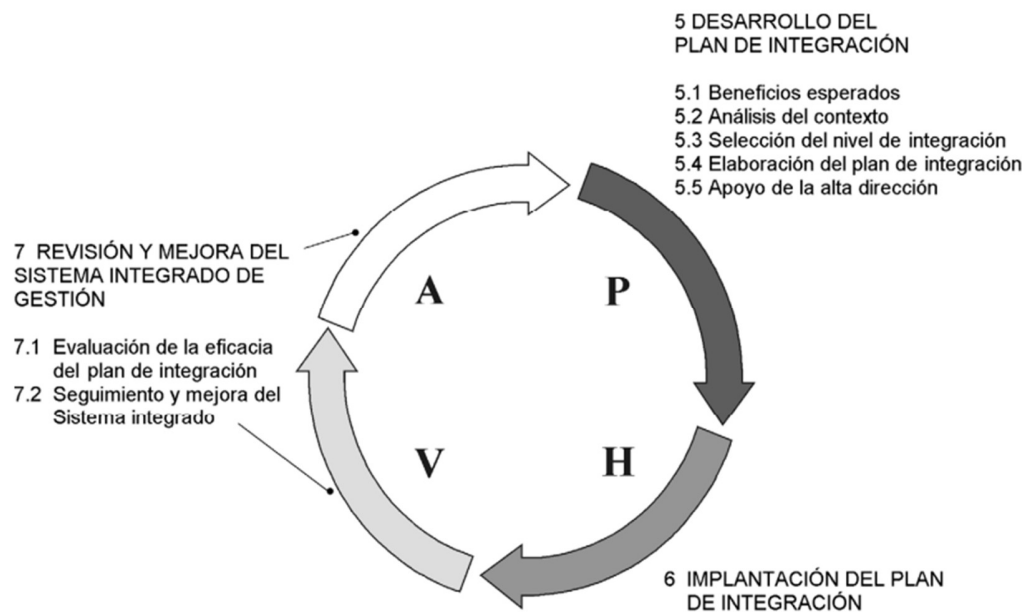 5 DESARROLLO DEL
PLAN DE INTEGRACIÓN
5.1 Beneficios esperados
5.2 Análisis del contexto
5.3 Selección del nivel de integración
5.4 Elaboración del plan de integración
5.5 Apoyo de la alta dirección
7 REVISIÓN Y MEJORA DEL
SISTEMA INTEGRADO DE
GESTIÓN
7.1 Evaluación de la eficacia
del plan de integración
7.2 Seguimiento y mejora del
Sistema integrado
A P
V H
6 IMPLANTACIÓN DEL PLAN
DE INTEGRACIÓN